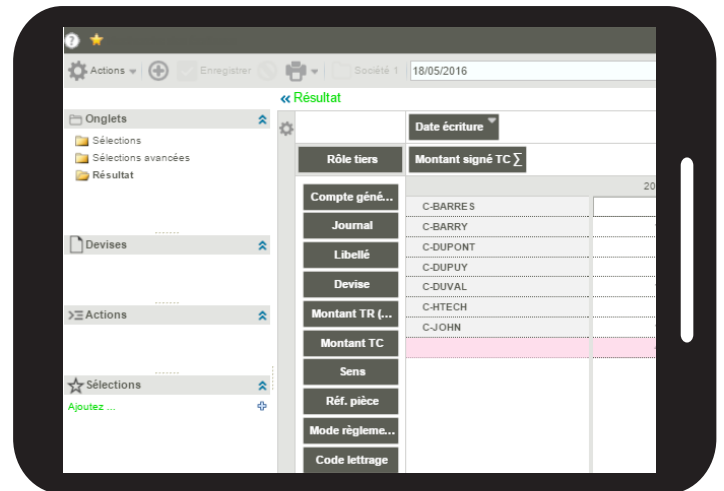 ?
Actions Enregistrer Société 1 18/05/2016
« Résultat
Onglets
Sélections
Sélections avancées
Résultat
Devises
Actions
Sélections
Ajoutez ...
Date écriture
Rôle tiers Montant signé TC ∑
20
Compte géné...
Journal
Libellé
Devise
Montant TR (...
Montant TC
Sens
Réf. pièce
Mode règleme...
Code lettrage
C-BARRES
C-BARRY
C-DUPONT
C-DUPUY
C-DUVAL
C-HTECH
C-JOHN